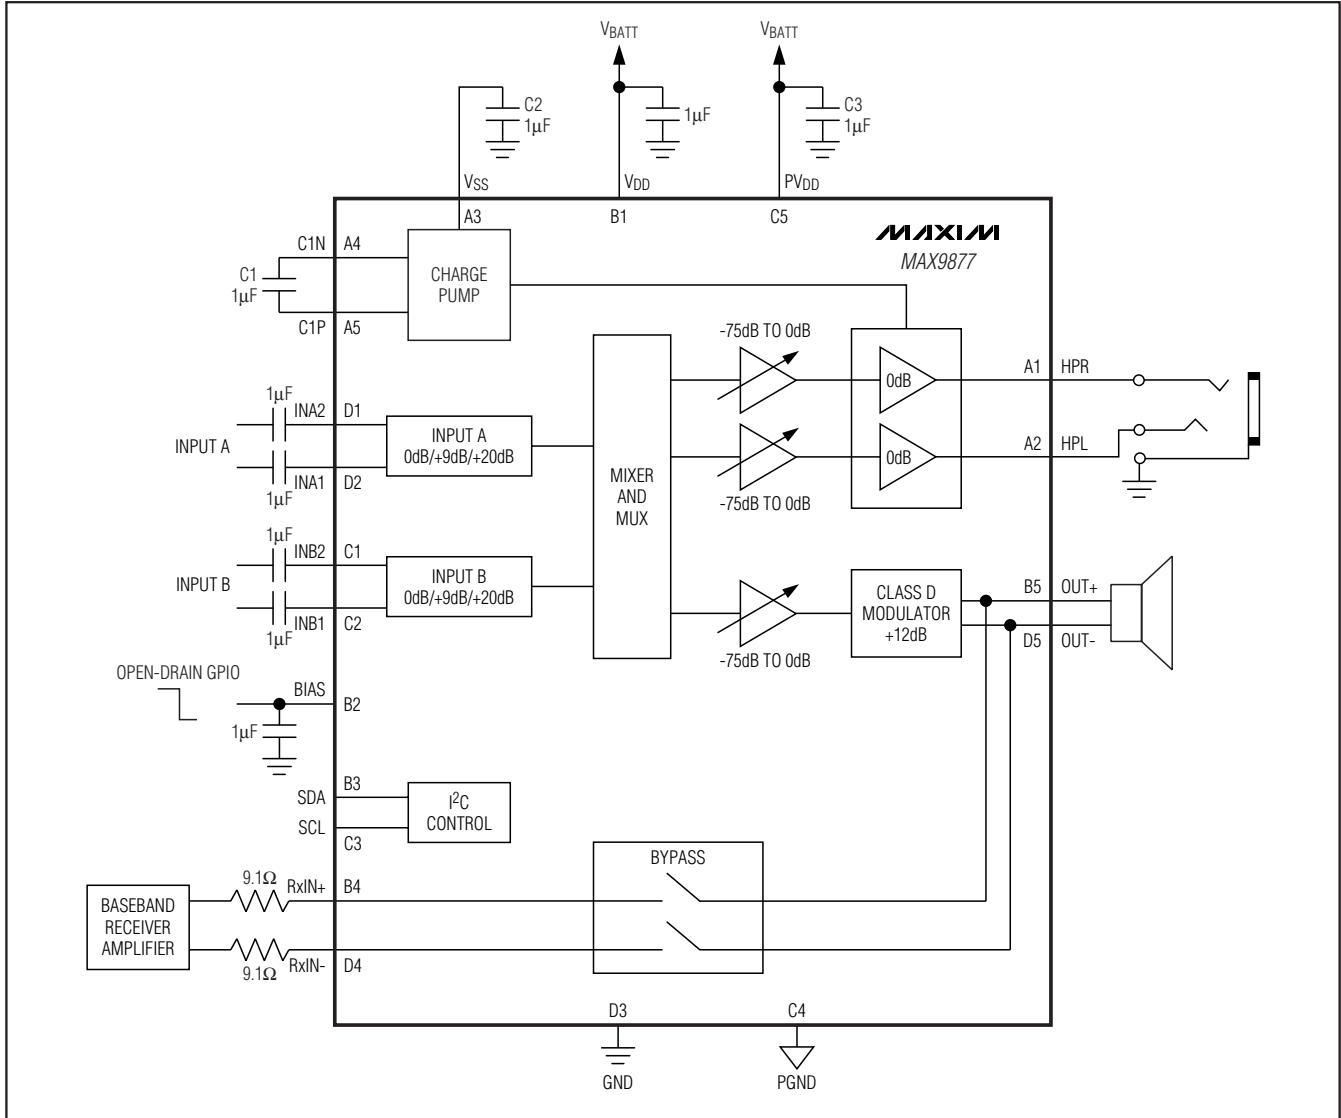 VBATT
VBATT
C2
1µF
1µF
C3
1µF
VSS
VDD
PVDD
A3
B1
C5
MAXIM
MAX9877
C1N
A4
CHARGE
PUMP
C1
1µF
C1P
A5
-75dB TO 0dB
0dB
A1
HPR
1µF
INA2
D1
INPUT A
INPUT A
0dB/+9dB/+20dB
INA1
D2
1µF
MIXER
AND
MUX
0dB
A2
HPL
-75dB TO 0dB
1µF
INB2
C1
INPUT B
INPUT B
0dB/+9dB/+20dB
INB1
C2
1µF
CLASS D
MODULATOR
+12dB
B5
OUT+
D5
OUT-
-75dB TO 0dB
OPEN-DRAIN GPIO
BIAS
B2
1µF
SDA
B3
SCL
C3
I2C
CONTROL
BYPASS
BASEBAND
RECEIVER
AMPLIFIER
9.1Ω
RxIN+
B4
9.1Ω
RxIN-
D4
D3
C4
GND
PGND